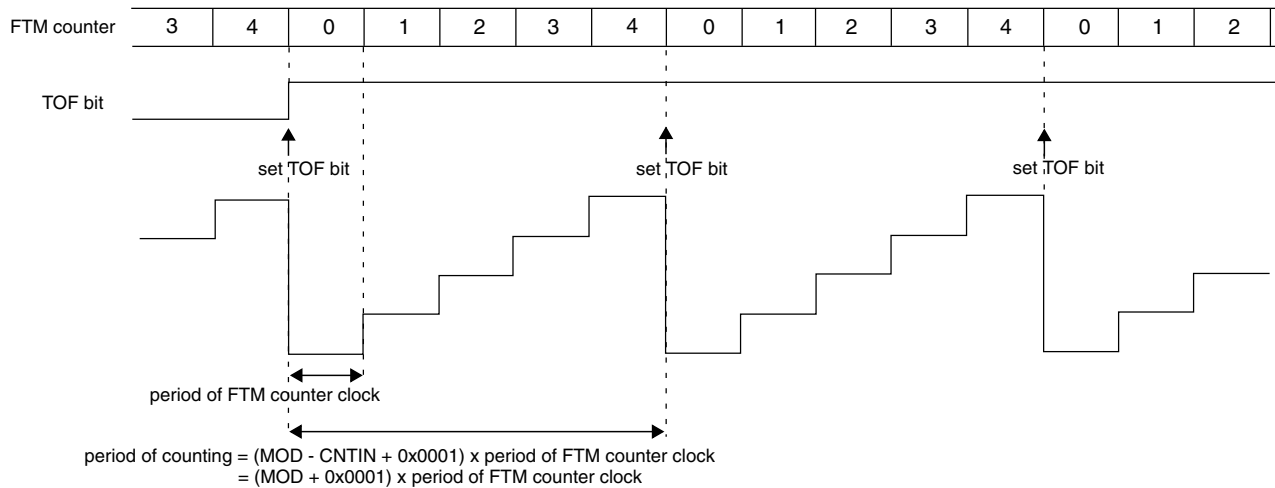 FTM counter 3 4 0 1 2 3 4 0 1 2 3 4 0 1 2
TOF bit
set TOF bit set TOF bit set TOF bit
period of FTM counter clock
period of counting = (MOD - CNTIN + 0x0001) x period of FTM counter clock
= (MOD + 0x0001) x period of FTM counter clock